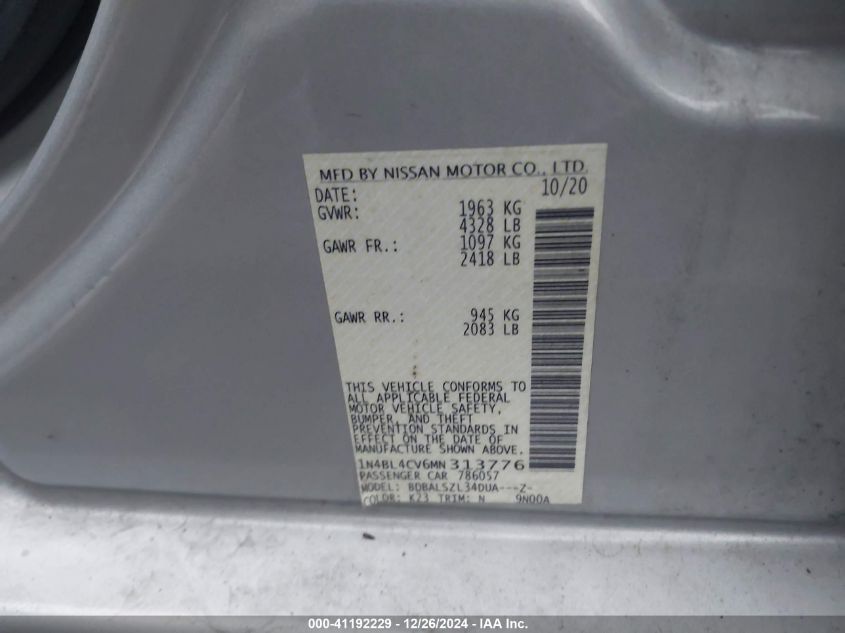 MFD BY NISSAN MOTOR CO., LTD.
DATE: 10/20
GVWR: 1963 KG
4328 LB
GAWR FR.: 1097 KG
2418 LB
GAWR RR.: 945 KG
2083 LB
THIS VEHICLE CONFORMS TO
ALL APPLICABLE FEDERAL
MOTOR VEHICLE SAFETY,
BUMPER, AND THEFT
PREVENTION STANDARDS IN
EFFECT ON THE DATE OF
MANUFACTURE SHOWN ABOVE.
1N4BL4CV6MN313776
PASSENGER CAR 786057
MODEL: BDBALSZL34DUA---Z-
COLOR: K23 TRIM: N 9N00A
000-41192229 - 12/26/2024 - IAA Inc.